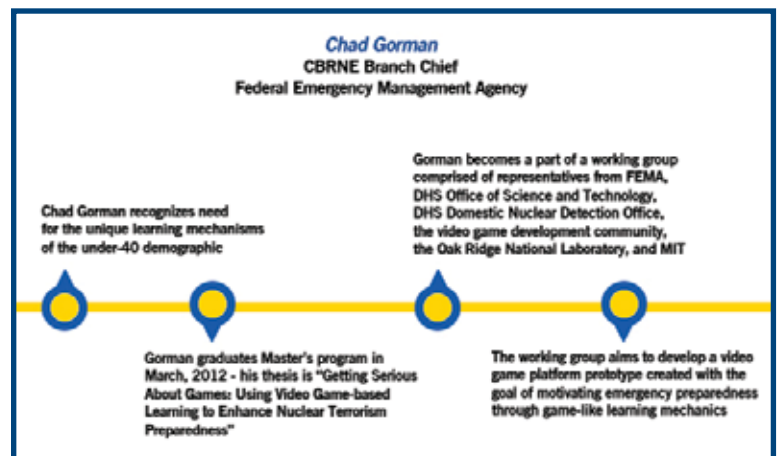 Chad Gorman
CBRNE Branch Chief
Federal Emergency Management Agency
Chad Gorman recognizes need
for the unique learning mechanisms
of the under-40 demographic
Gorman graduates Master's program in
March, 2012 - his thesis is "Getting Serious
About Games: Using Video Game-based
Learning to Enhance Nuclear Terrorism
Preparedness"
Gorman becomes a part of a working group
comprised of representatives from FEMA,
DHS Office of Science and Technology,
DHS Domestic Nuclear Detection Office,
the video game development community,
the Oak Ridge National Laboratory, and MIT
The working group aims to develop a video
game platform prototype created with the
goal of motivating emergency preparedness
through game-like learning mechanics